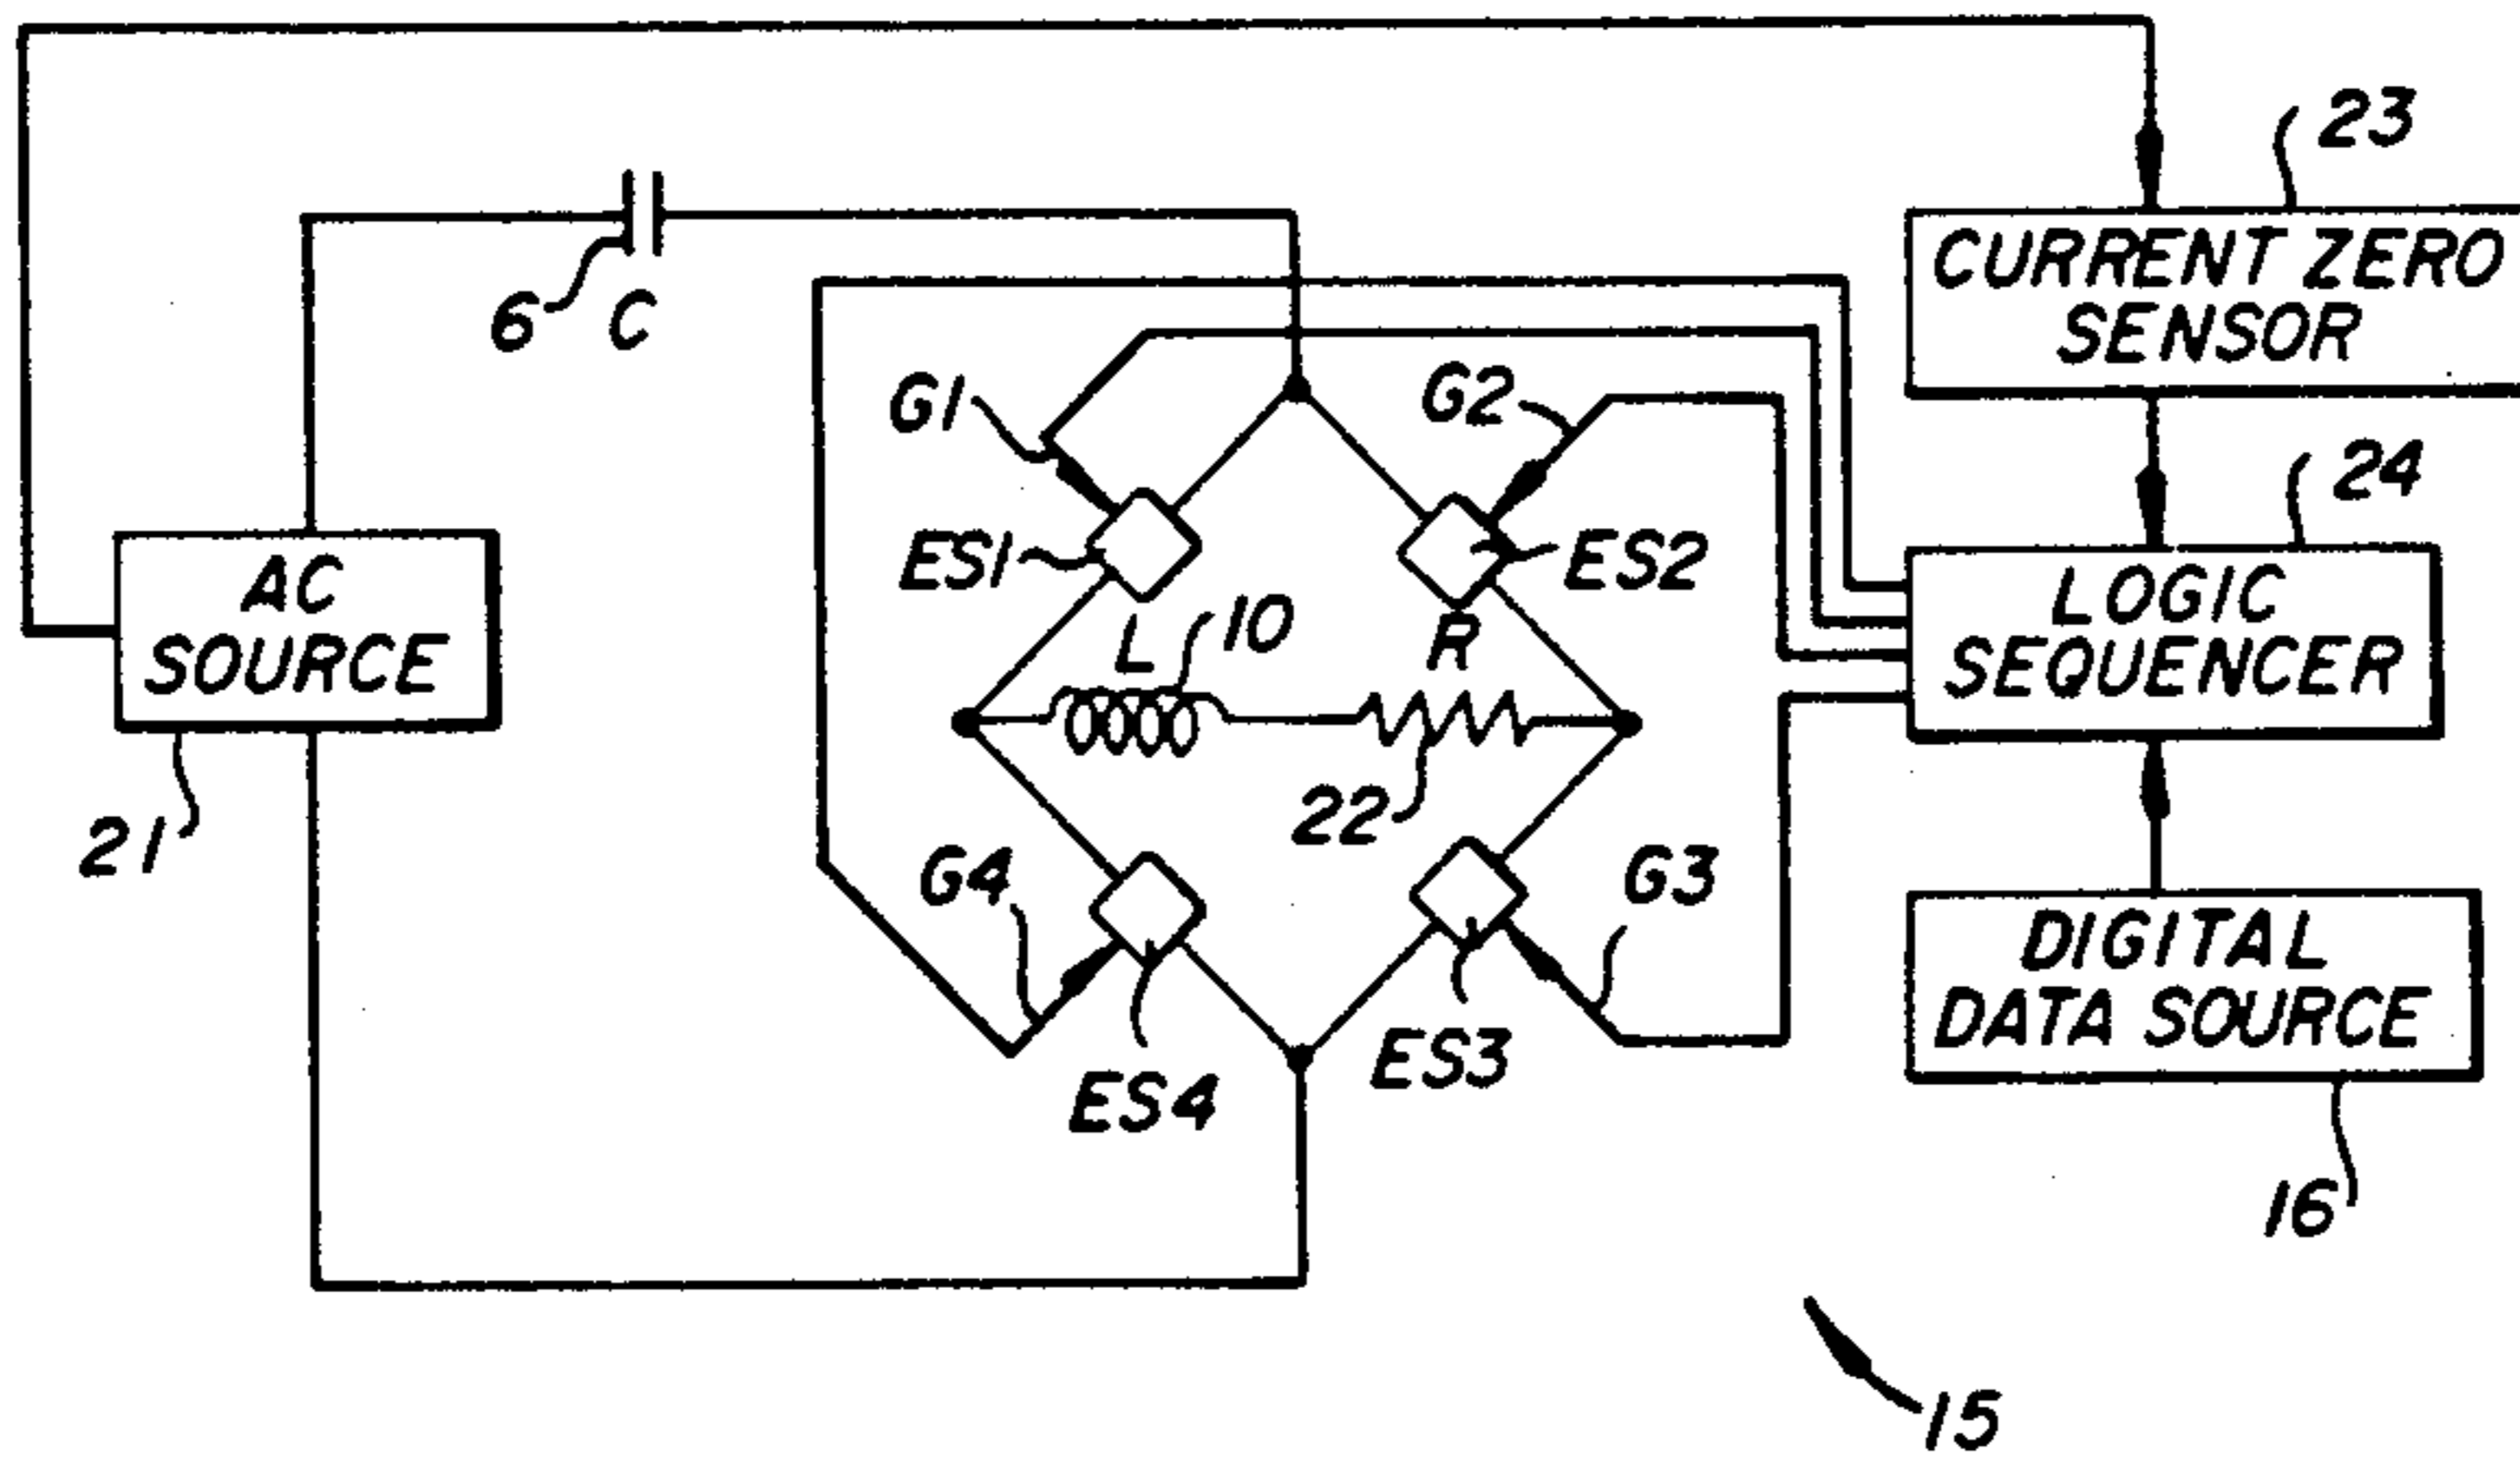 23
CURRENT ZERO
SENSOR
6
C
G1
G2
24
ES1
ES2
LOGIC
SEQUENCER
AC
SOURCE
L
10
R
21
22
G4
G3
DIGITAL
DATA SOURCE
ES4
ES3
16
15